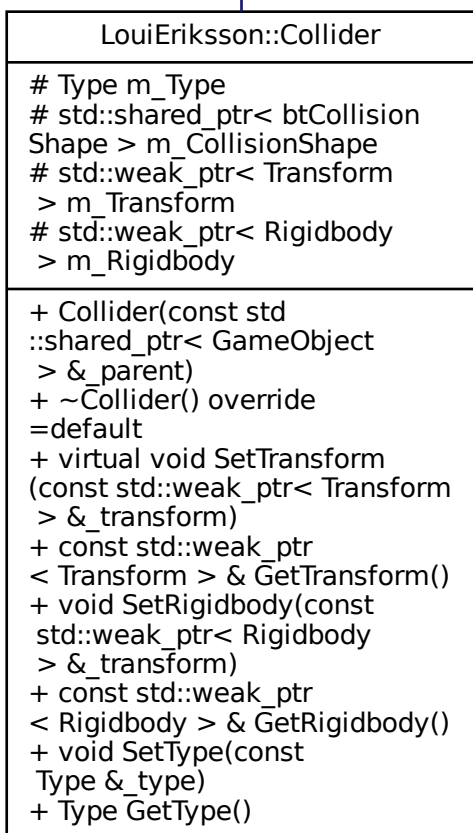 LouiEriksson::Collider
# Type m_Type
# std::shared_ptr< btCollision
Shape > m_CollisionShape
# std::weak_ptr< Transform
 > m_Transform
# std::weak_ptr< Rigidbody
 > m_Rigidbody
+ Collider(const std
::shared_ptr< GameObject
 > &_parent)
+ ~Collider() override
=default
+ virtual void SetTransform
(const std::weak_ptr< Transform
 > &_transform)
+ const std::weak_ptr
< Transform > & GetTransform()
+ void SetRigidbody(const
 std::weak_ptr< Rigidbody
 > &_transform)
+ const std::weak_ptr
< Rigidbody > & GetRigidbody()
+ void SetType(const
 Type &_type)
+ Type GetType()